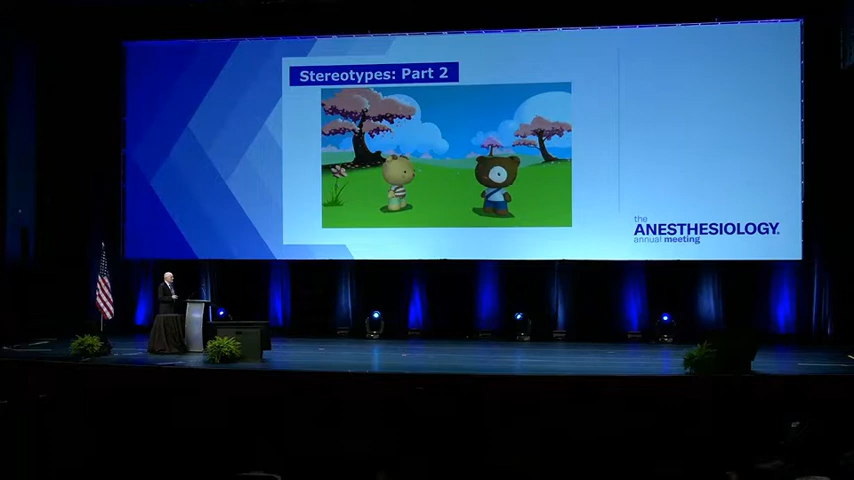 Stereotypes: Part 2
the
ANESTHESIOLOGY®
annual meeting